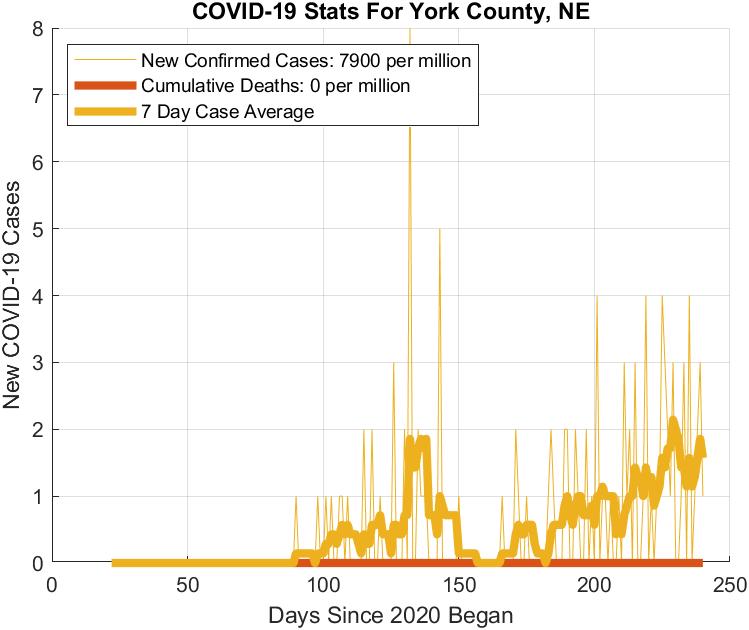 COVID-19 Stats For York County, NE
8
New Confirmed Cases: 7900 per million
Cumulative Deaths: 0 per million
7 Day Case Average
7
6
5
4
3
2
1
0
New COVID-19 Cases
0 50 100 150 200 250
Days Since 2020 Began